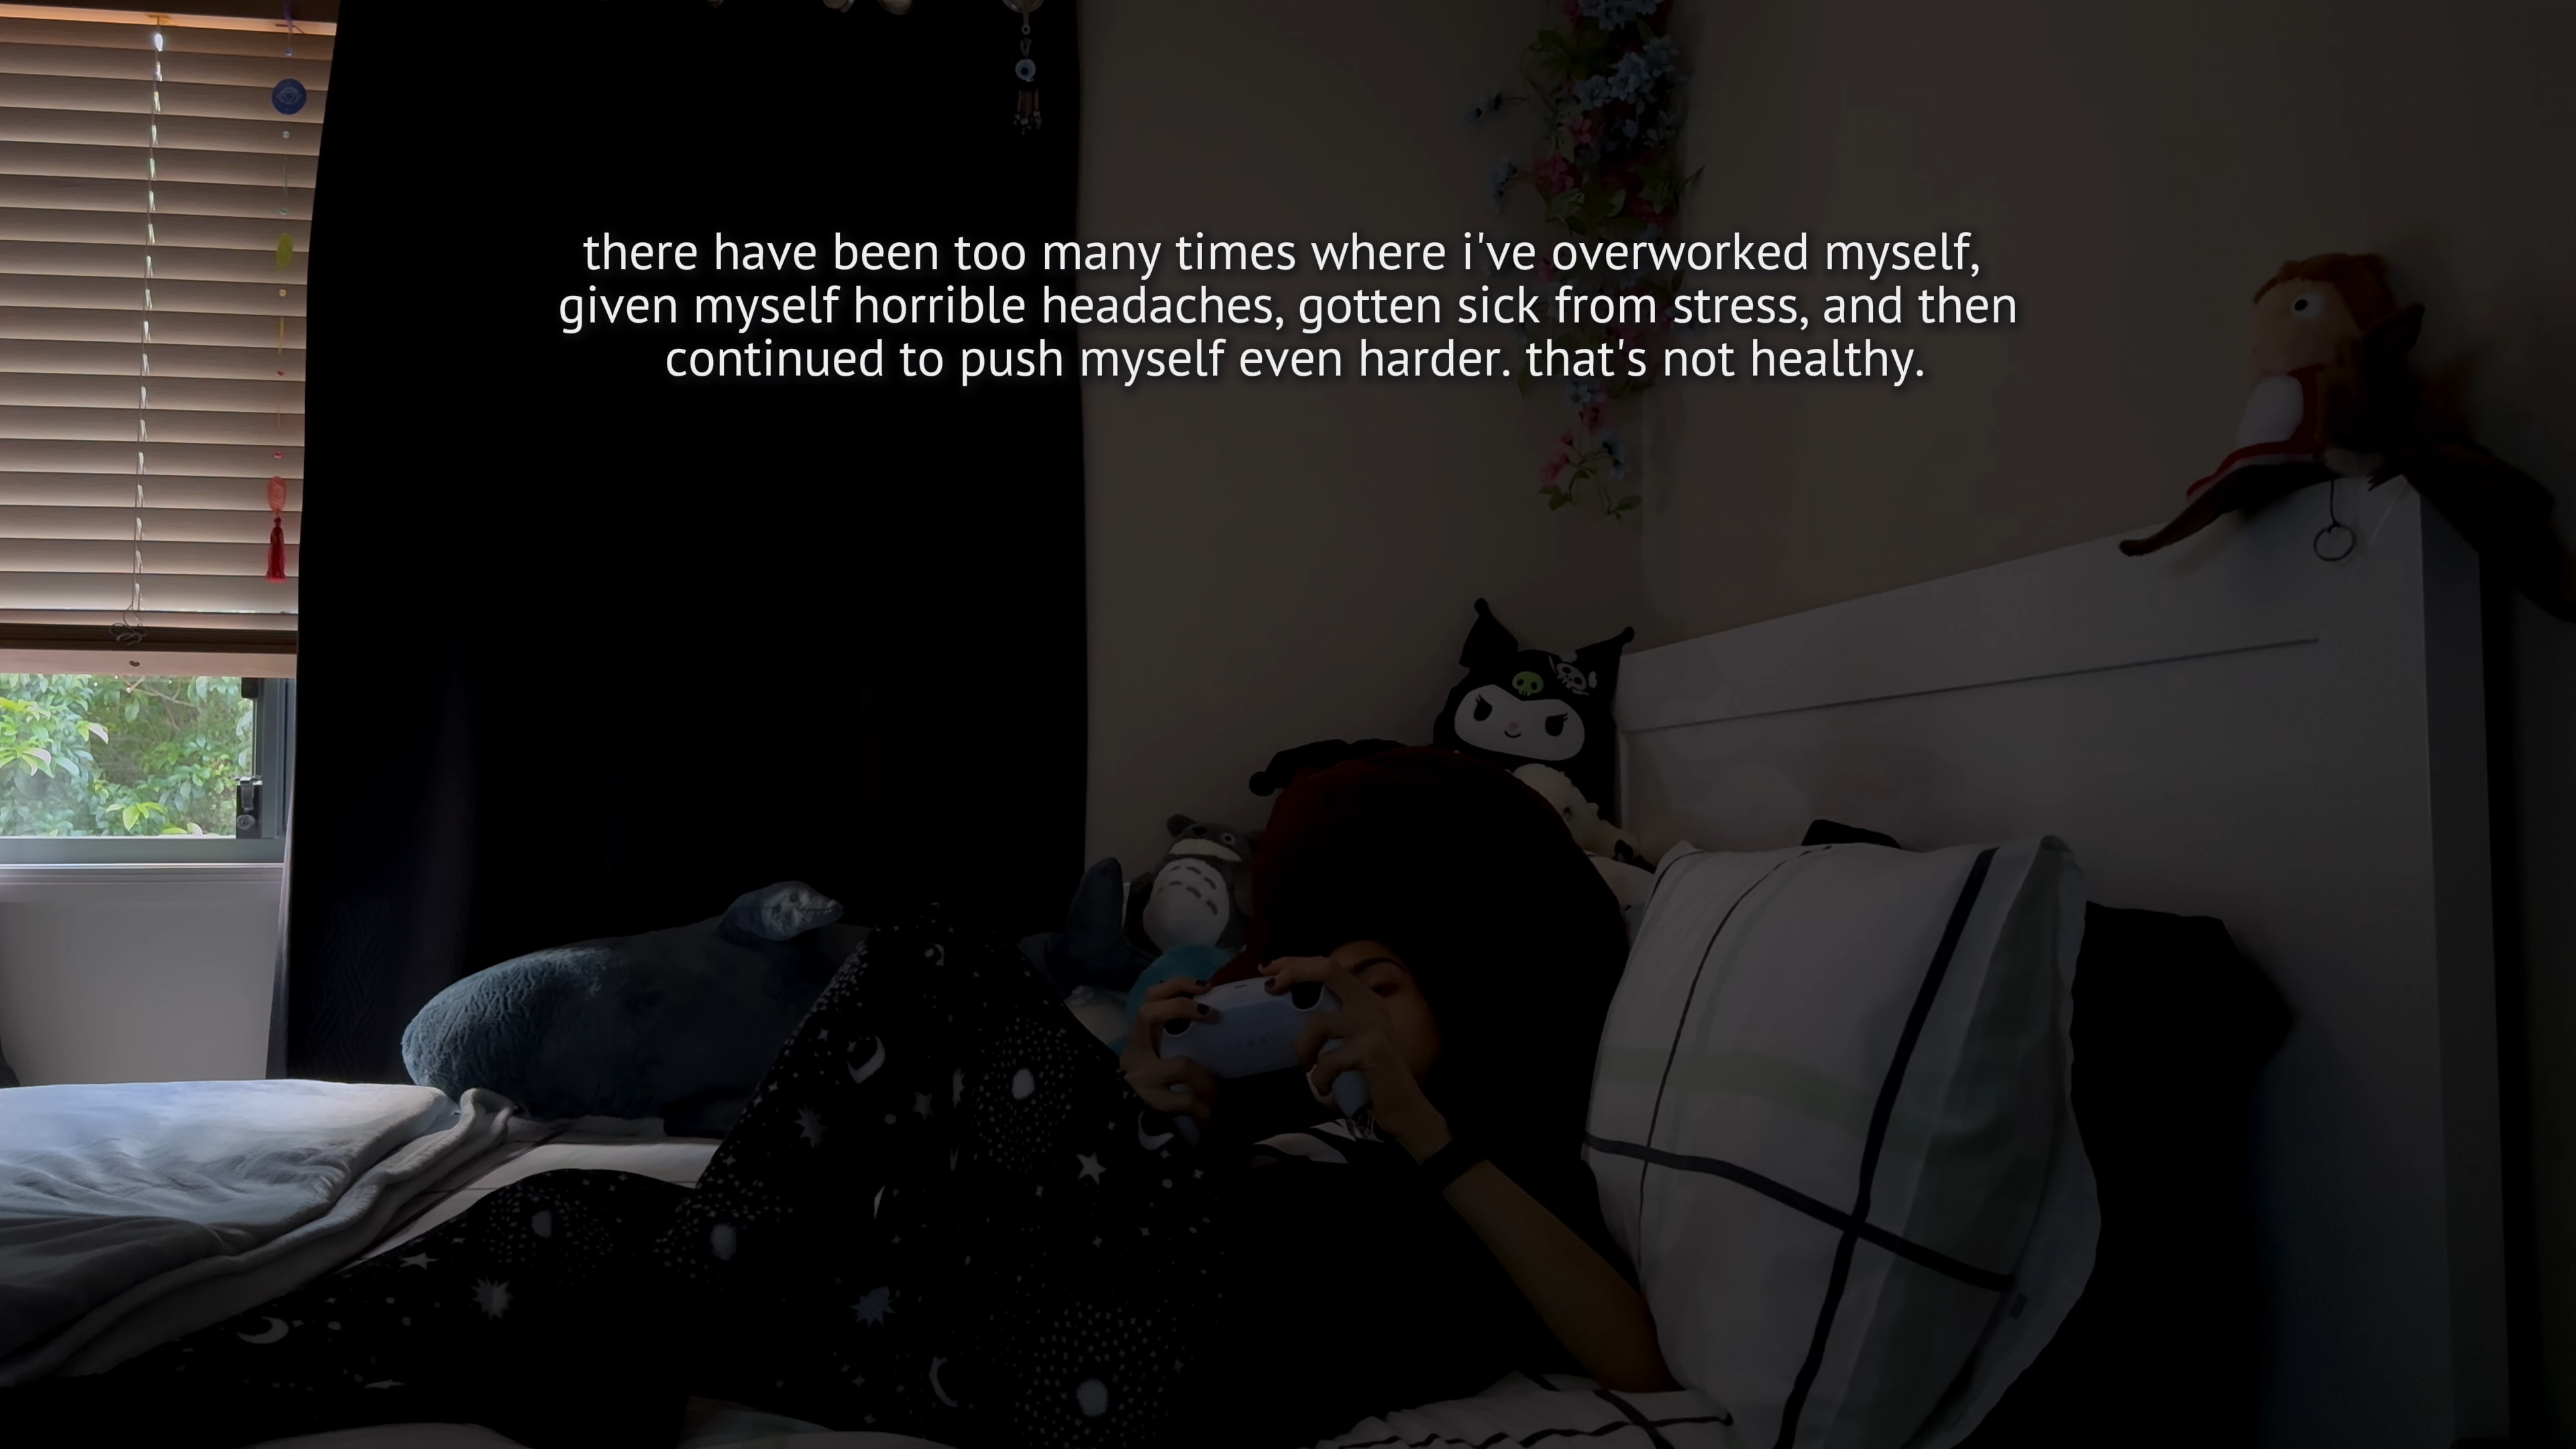 there have been too many times where i've overworked myself,
given myself horrible headaches, gotten sick from stress, and then
continued to push myself even harder. that's not healthy.